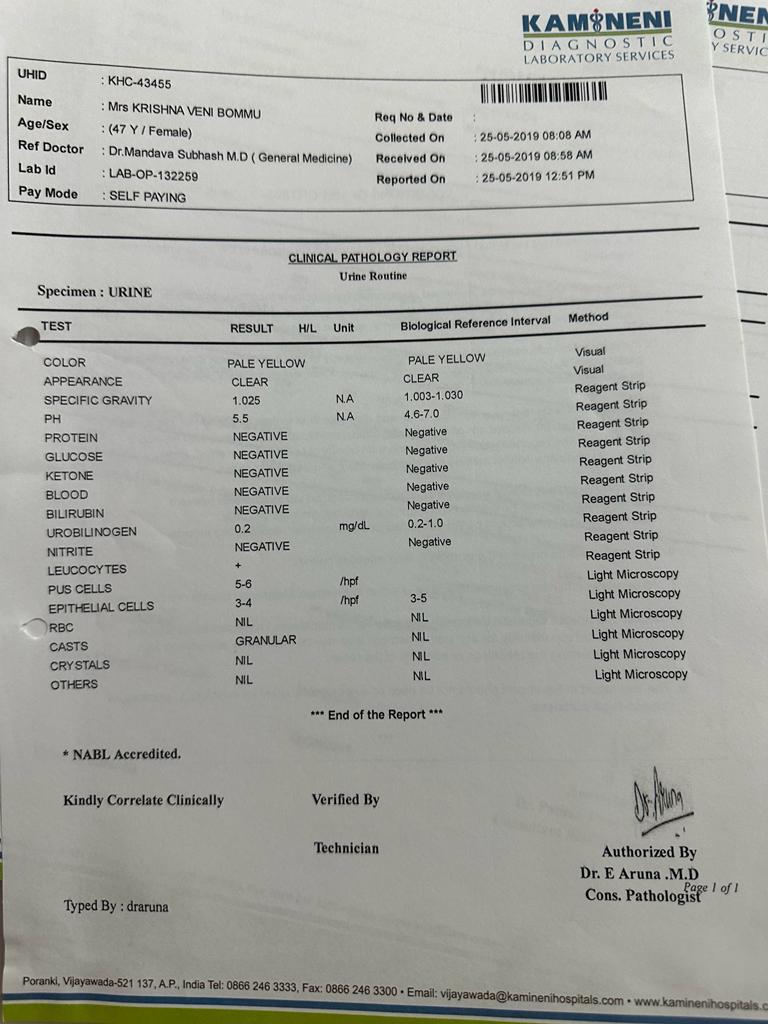 KAMINENI
DIAGNOSTIC
LABORATORY SERVICES
UHID : KHC-43455
Name : Mrs KRISHNA VENI BOMMU
Age/Sex : (47 Y / Female)
Ref Doctor : Dr.Mandava Subhash M.D ( General Medicine)
Lab Id : LAB-OP-132259
Pay Mode : SELF PAYING
Req No & Date :
Collected On : 25-05-2019 08:08 AM
Received On : 25-05-2019 08:58 AM
Reported On : 25-05-2019 12:51 PM
CLINICAL PATHOLOGY REPORT
Urine Routine
Specimen : URINE
TEST RESULT H/L Unit Biological Reference Interval Method
COLOR PALE YELLOW PALE YELLOW Visual
APPEARANCE CLEAR CLEAR Visual
SPECIFIC GRAVITY 1.025 N.A 1.003-1.030 Reagent Strip
PH 5.5 N.A 4.6-7.0 Reagent Strip
PROTEIN NEGATIVE Negative Reagent Strip
GLUCOSE NEGATIVE Negative Reagent Strip
KETONE NEGATIVE Negative Reagent Strip
BLOOD NEGATIVE Negative Reagent Strip
BILIRUBIN NEGATIVE Negative Reagent Strip
UROBILINOGEN 0.2 mg/dL 0.2-1.0 Reagent Strip
NITRITE NEGATIVE Negative Reagent Strip
LEUCOCYTES + Reagent Strip
PUS CELLS 5-6 /hpf Light Microscopy
EPITHELIAL CELLS 3-4 /hpf 3-5 Light Microscopy
RBC NIL NIL Light Microscopy
CASTS GRANULAR NIL Light Microscopy
CRYSTALS NIL NIL Light Microscopy
OTHERS NIL NIL Light Microscopy
*** End of the Report ***
* NABL Accredited.
Kindly Correlate Clinically Verified By
Dr. Aruna
Technician
Authorized By
Dr. E Aruna .M.D
Cons. Pathologist
Page 1 of 1
Typed By : draruna
Poranki, Vijayawada-521 137, A.P., India Tel: 0866 246 3333, Fax: 0866 246 3300 • Email: vijayawada@kaminenihospitals.com • www.kaminenihospitals.c